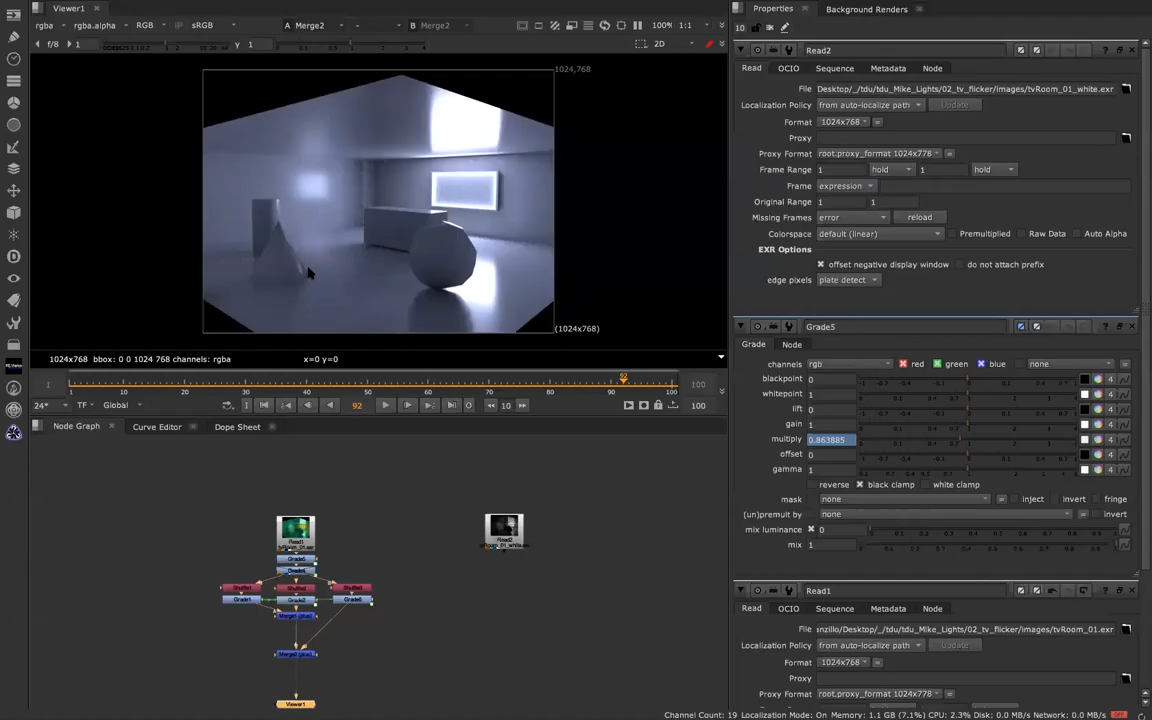 Viewer1
Properties
Background Renders
rgba
rgba.alpha
RGB
sRGB
A Merge2
-
B Merge2
100%
1:1
10
f/8
1
y 1
2D
Read2
Read
OCIO
Sequence
Metadata
Node
File
Desktop/_/tdu/tdu_Mike_Lights/02_tv_flicker/images/tvRoom_01_white.exr
Localization Policy
from auto-localize path
Update
Format
1024x768
=
Proxy
Proxy Format
root.proxy_format 1024x778
=
Frame Range
1
hold
1
hold
Frame
expression
Original Range
1
1
Missing Frames
error
reload
Colorspace
default (linear)
Premultiplied
Raw Data
Auto Alpha
EXR Options
offset negative display window
do not attach prefix
edge pixels
plate detect
1024,768
(1024x768)
1024x768 bbox: 0 0 1024 768 channels: rgba
x=0 y=0
1
1
10
20
30
40
50
60
70
80
90
92
100
100
24*
TF
Global
92
10
100
Node Graph
Curve Editor
Dope Sheet
Grade5
Grade
Node
channels
rgb
red
green
blue
none
=
blackpoint
0
whitepoint
1
lift
0
gain
1
multiply
0.863885
offset
0
gamma
1
reverse
black clamp
white clamp
mask
none
=
inject
invert
fringe
(un)premult by
none
=
invert
mix luminance
0
mix
1
Read1
Read
OCIO
Sequence
Metadata
Node
File
anzillo/Desktop/_/tdu/tdu_Mike_Lights/02_tv_flicker/images/tvRoom_01.exr
Localization Policy
from auto-localize path
Update
Format
1024x768
=
Proxy
Proxy Format
root.proxy_format 1024x778
=
Read1
Read2
Grade5
Viewer1
Channel Count: 19 Localization Mode: On Memory: 1.1 GB (7.1%) CPU: 2.3% Disk: 0.0 MB/s Network: 0.0 MB/s